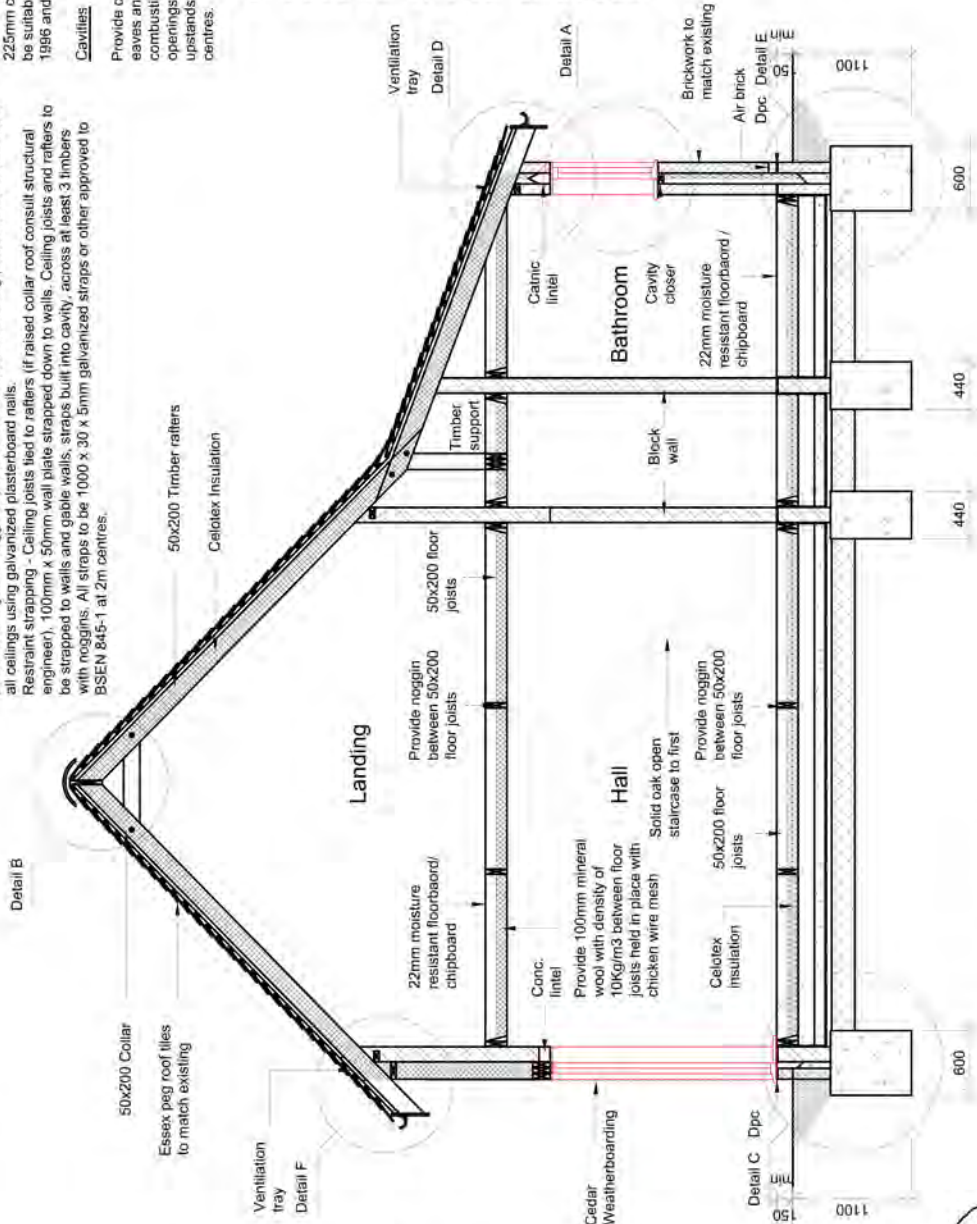 225mm
be suitab
1996 and
Cavities
Provide c
eaves an
combusti
openings
upstands
centres.
all ceilings using galvanized plasterboard nails.
Restraint strapping - Ceiling joists tied to rafters (if raised collar roof consult structural
engineer). 100mm x 50mm wall plate strapped down to walls. Ceiling joists and rafters to
be strapped to walls and gable walls, straps built into cavity, across at least 3 timbers
with noggins. All straps to be 1000 x 30 x 5mm galvanized straps or other approved to
BSEN 845-1 at 2m centres.
Detail B
50x200 Collar
Essex peg roof tiles
to match existing
50x200 Timber rafters
Celotex Insulation
Ventilation
tray
Detail F
Ventilation
tray
Detail D
Detail A
Landing
22mm moisture
resistant floorbaord/
chipboard
Provide noggin
between 50x200
floor joists
50x200 floor
joists
Timber
support
Catnic
lintel
Bathroom
Cavity
closer
Brickwork to
match existing
Air brick
Dpc
Detail E
50
min
1100
Conc.
lintel
Provide 100mm mineral
wool with density of
10Kg/m3 between floor
joists held in place with
chicken wire mesh
Hall
Solid oak open
staircase to first
Block
wall
22mm moisture
resistant floorbaord /
chipboard
Cedar
Weatherboarding
Celotex
insulation
50x200 floor
joists
Provide noggin
between 50x200
floor joists
Detail C
Dpc
150
min
1100
600
440
440
600